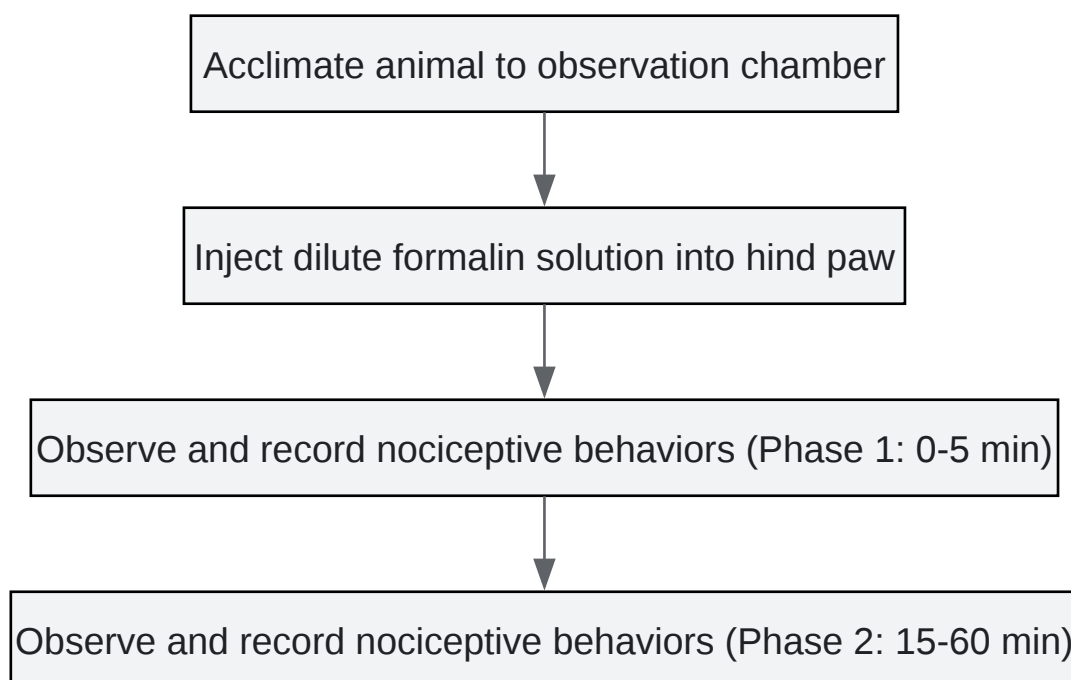 Acclimate animal to observation chamber
Inject dilute formalin solution into hind paw
Observe and record nociceptive behaviors (Phase 1: 0-5 min)
Observe and record nociceptive behaviors (Phase 2: 15-60 min)